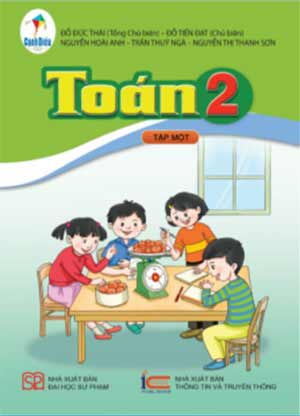 Cánh Diều
ĐỖ ĐỨC THÁI (Tổng Chủ biên) – ĐỖ TIẾN ĐẠT (Chủ biên)
NGUYỄN HOÀI ANH – TRẦN THUÝ NGÀ – NGUYỄN THỊ THANH SƠN
Toán 2
TẬP MỘT
NHÀ XUẤT BẢN
ĐẠI HỌC SƯ PHẠM
NHÀ XUẤT BẢN
THÔNG TIN VÀ TRUYỀN THÔNG